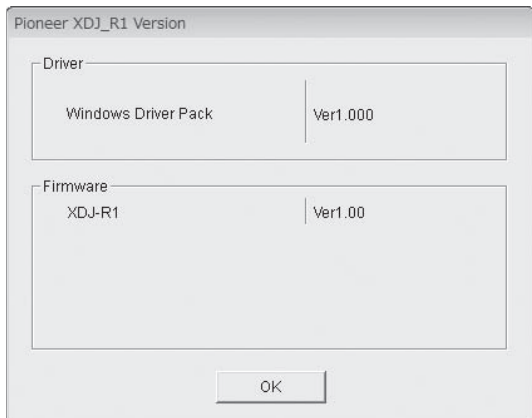 Pioneer XDJ_R1 Version
Driver
Windows Driver Pack Ver1.000
Firmware
XDJ-R1 Ver1.00
OK